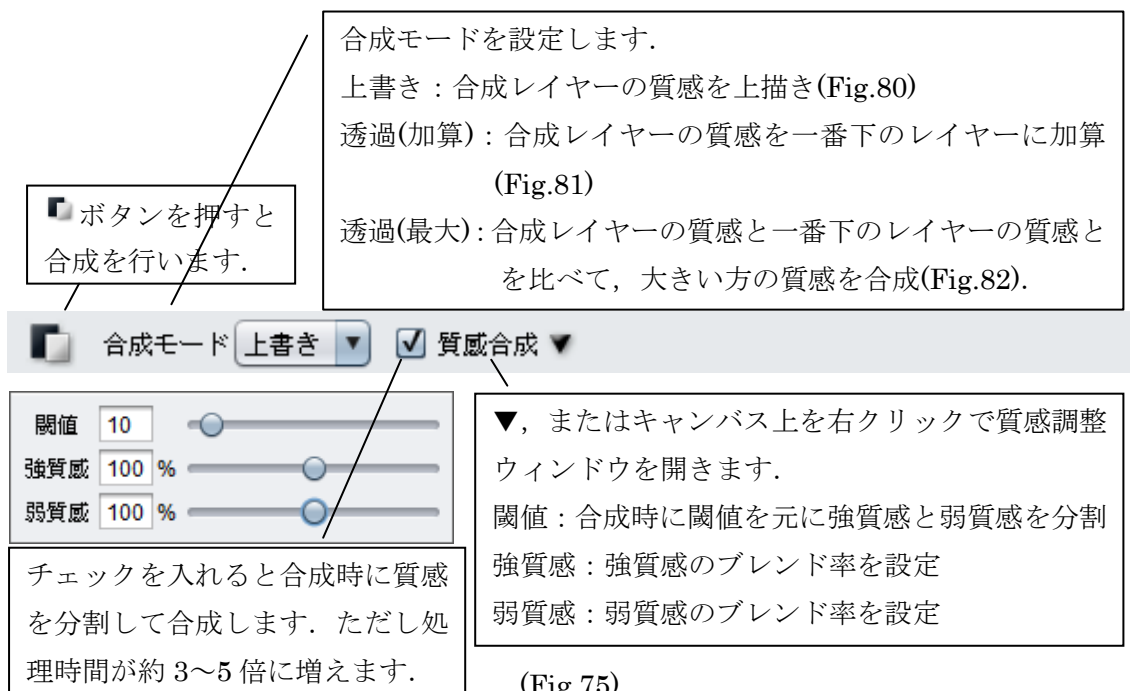 合成モードを設定します．
上書き：合成レイヤーの質感を上描き(Fig.80)
透過(加算)：合成レイヤーの質感を一番下のレイヤーに加算
(Fig.81)
透過(最大)：合成レイヤーの質感と一番下のレイヤーの質感と
を比べて，大きい方の質感を合成(Fig.82).
ボタンを押すと
合成を行います．
合成モード 上書き ▼ 質感合成 ▼
閾値 10
強質感 100 %
弱質感 100 %
▼，またはキャンバス上を右クリックで質感調整
ウィンドウを開きます．
閾値：合成時に閾値を元に強質感と弱質感を分割
強質感：強質感のブレンド率を設定
弱質感：弱質感のブレンド率を設定
チェックを入れると合成時に質感
を分割して合成します．ただし処
理時間が約 3～5 倍に増えます．
(Fig.75)